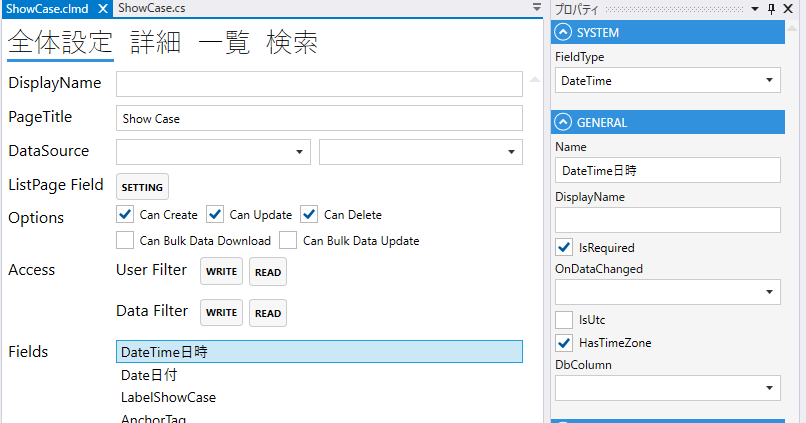 ShowCase.clmd
ShowCase.cs
全体設定 詳細 一覧 検索
DisplayName
PageTitle Show Case
DataSource
ListPage Field SETTING
Options Can Create Can Update Can Delete
Can Bulk Data Download Can Bulk Data Update
Access User Filter WRITE READ
Data Filter WRITE READ
Fields DateTime日時
Date日付
LabelShowCase
AnchorTag
プロパティ
SYSTEM
FieldType
DateTime
GENERAL
Name
DateTime日時
DisplayName
IsRequired
OnDataChanged
IsUtc
HasTimeZone
DbColumn